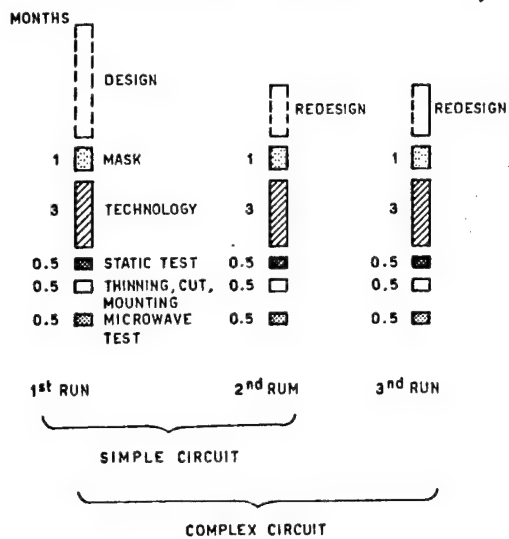 MONTHS
DESIGN
REDESIGN
REDESIGN
1 MASK 1 1
3 TECHNOLOGY 3 3
0.5 STATIC TEST 0.5 0.5
0.5 THINNING, CUT, 0.5 0.5
MOUNTING
0.5 MICROWAVE 0.5 0.5
TEST
1st RUN 2nd RUM 3nd RUN
SIMPLE CIRCUIT
COMPLEX CIRCUIT